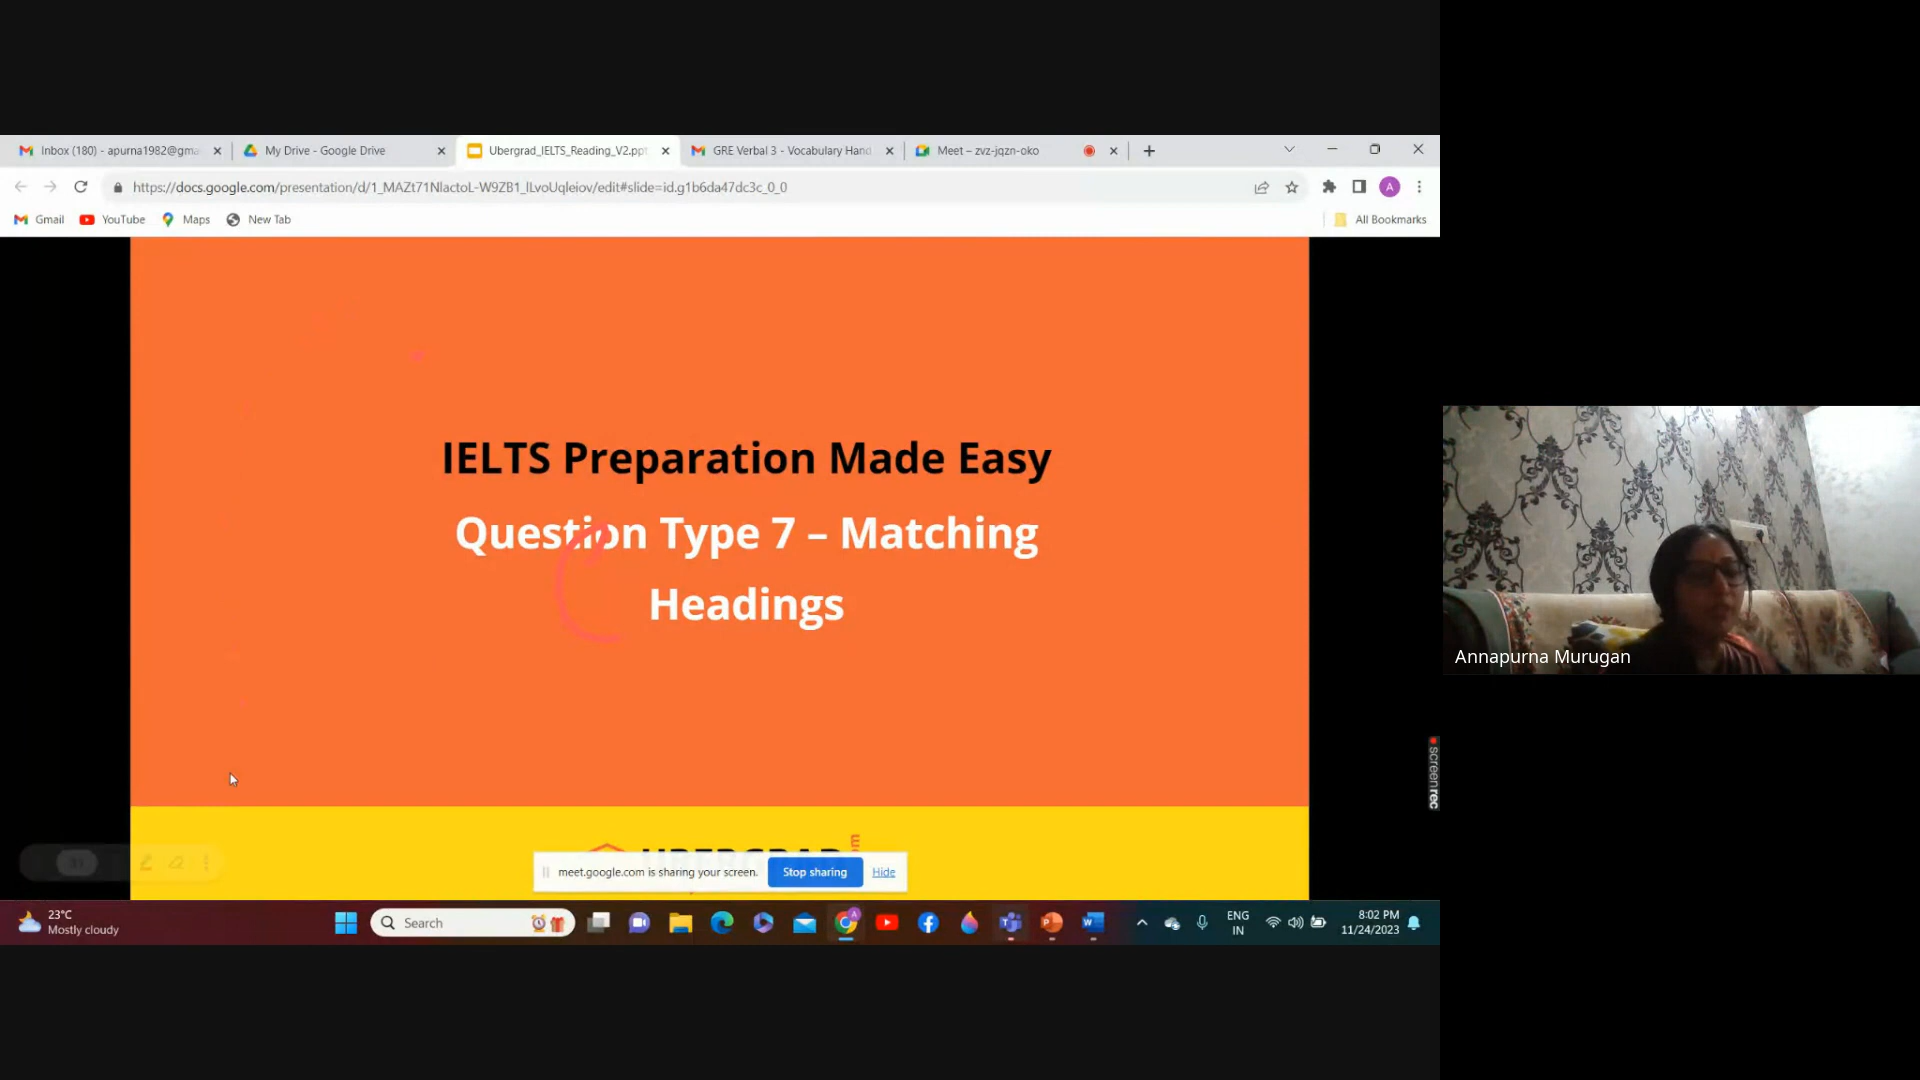 Inbox (180) - apurna1982@gma
My Drive - Google Drive
Ubergrad_IELTS_Reading_V2.ppt
GRE Verbal 3 - Vocabulary Hand
Meet – zvz-jqzn-oko
https://docs.google.com/presentation/d/1_MAZt71NlactoL-W9ZB1_lLvoUqleiov/edit#slide=id.g1b6da47dc3c_0_0
A
Gmail
YouTube
Maps
New Tab
All Bookmarks
IELTS Preparation Made Easy
Question Type 7 – Matching
Headings
Annapurna Murugan
screenrec
meet.google.com is sharing your screen.
Stop sharing
Hide
23°C
Mostly cloudy
Search
ENG
IN
8:02 PM
11/24/2023